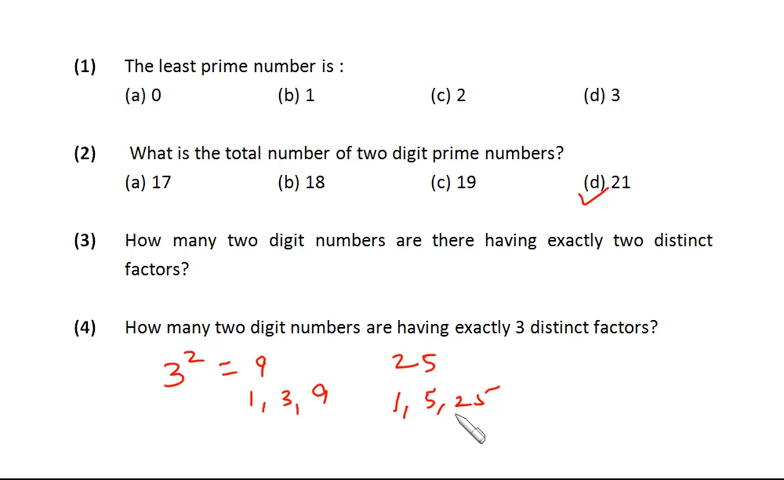 (1) The least prime number is :
(a) 0 (b) 1 (c) 2 (d) 3
(2) What is the total number of two digit prime numbers?
(a) 17 (b) 18 (c) 19 (d) 21
(3) How many two digit numbers are there having exactly two distinct
factors?
(4) How many two digit numbers are having exactly 3 distinct factors?
3² = 9 25
1, 3, 9 1, 5, 25